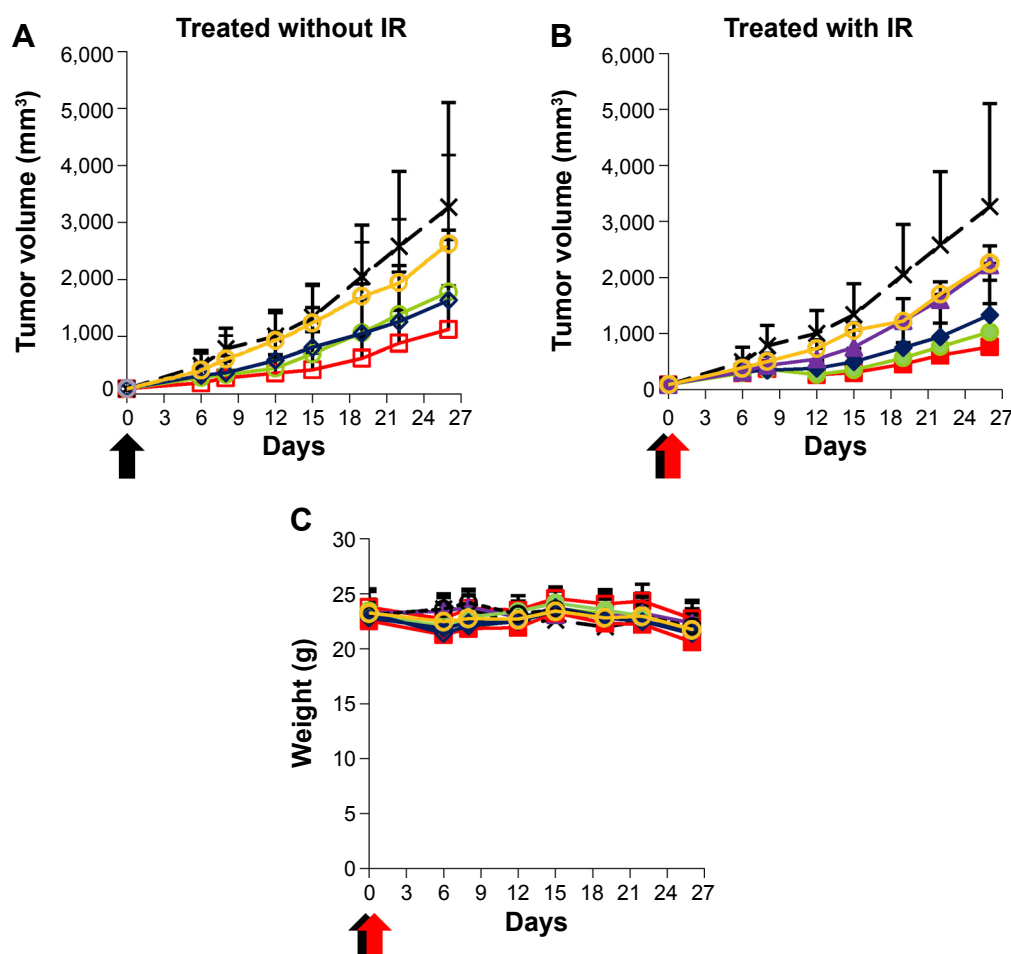 A
Treated without IR
Tumor volume (mm³)
6,000
5,000
4,000
3,000
2,000
1,000
0
0 3 6 9 12 15 18 21 24 27
Days
B
Treated with IR
Tumor volume (mm³)
6,000
5,000
4,000
3,000
2,000
1,000
0
0 3 6 9 12 15 18 21 24 27
Days
C
Weight (g)
30
25
20
15
10
5
0
0 3 6 9 12 15 18 21 24 27
Days